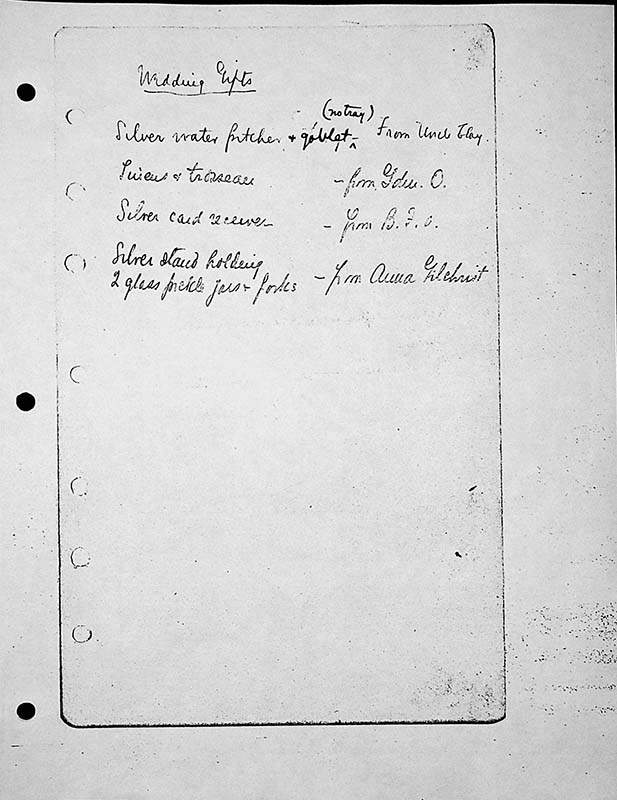 Wedding Gifts
(no tray)
Silver water pitcher + goblet From Uncle Clay.
Linens & trosseau - from Gdm. O.
Silver card receiver - from B. F. O.
Silver stand holding
2 glass pickle jars + forks - from Anna Gilchrist